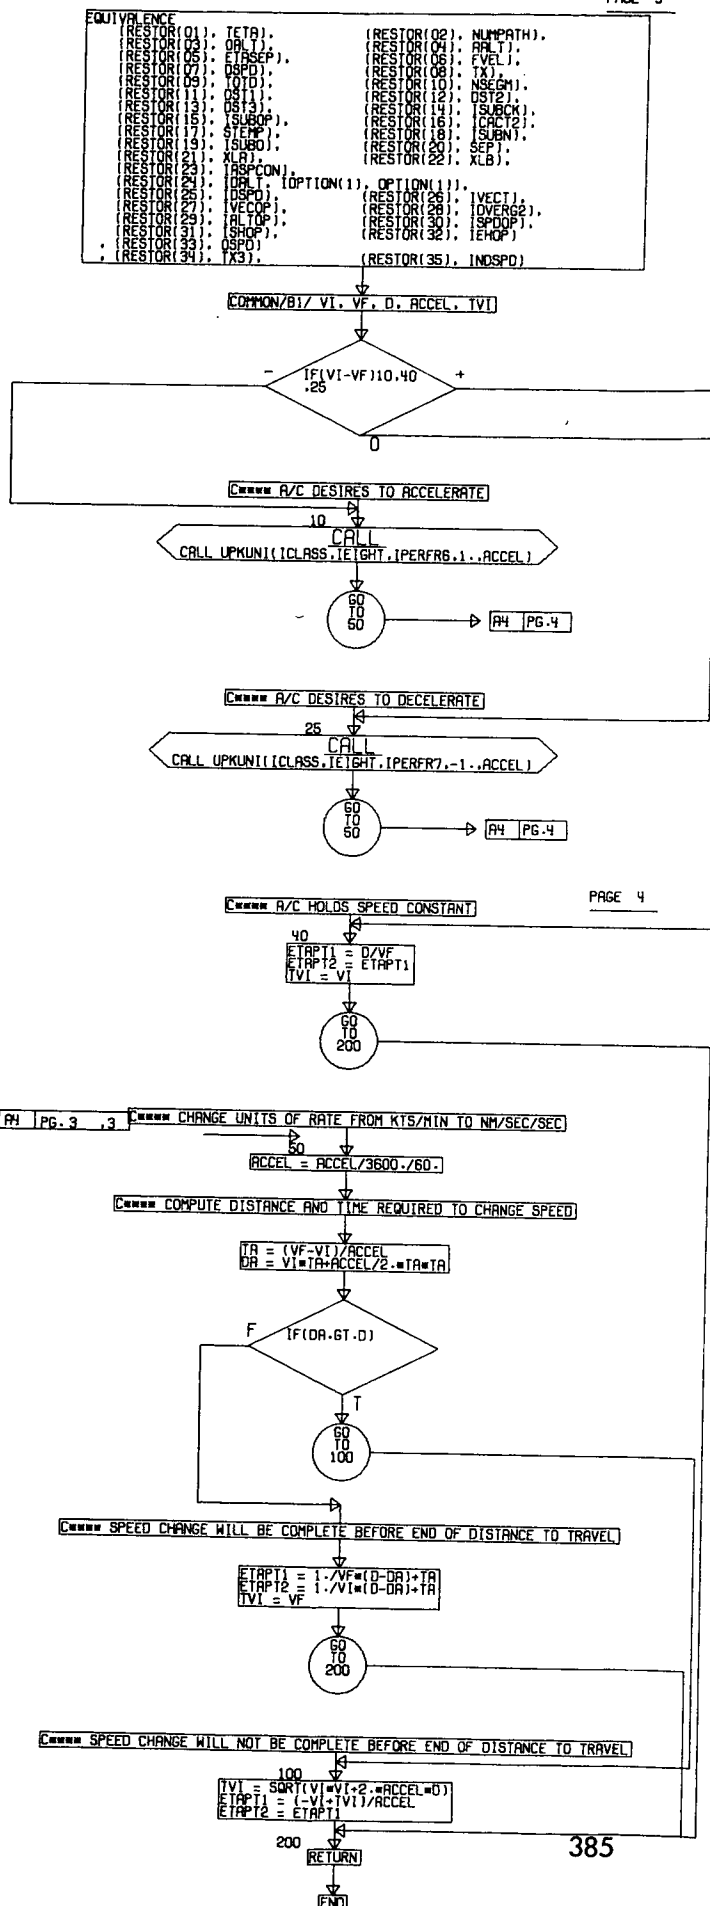 PAGE 3
EQUIVALENCE
(RESTOR(01), TETA), (RESTOR(02), NUMPATH),
(RESTOR(03), OALT), (RESTOR(04), AALT),
(RESTOR(05), ETASEP), (RESTOR(06), FVEL),
(RESTOR(07), DSPD), (RESTOR(08), TX),
(RESTOR(09), TOTD), (RESTOR(10), NSEGM),
(RESTOR(11), DST1), (RESTOR(12), DST2),
(RESTOR(13), DST3), (RESTOR(14), ISUBCK),
(RESTOR(15), ISUBOP), (RESTOR(16), ICACT2),
(RESTOR(17), STEMP), (RESTOR(18), ISUBN),
(RESTOR(19), ISUBO), (RESTOR(20), SEP),
(RESTOR(21), XLA), (RESTOR(22), XLB),
(RESTOR(23), IASPCON),
(RESTOR(24), IDALT, IOPTION(1), OPTION(1)),
(RESTOR(25), IDSPD), (RESTOR(26), IVECT),
(RESTOR(27), IVECOP), (RESTOR(28), IDVERG2),
(RESTOR(29), IALTOP), (RESTOR(30), ISPDOP),
(RESTOR(31), ISHOP), (RESTOR(32), IEHOP)
, (RESTOR(33), OSPD)
, (RESTOR(34), TX3), (RESTOR(35), INDSPD)
COMMON/B1/ VI, VF, D, ACCEL, TVI
IF(VI-VF)10,40
,25
-
+
0
C**** A/C DESIRES TO ACCELERATE
10
CALL
CALL UPKUNI(ICLASS,IEIGHT,IPERFR6,1.,ACCEL)
GO
TO
50
A4 PG.4
C**** A/C DESIRES TO DECELERATE
25
CALL
CALL UPKUNI(ICLASS,IEIGHT,IPERFR7,-1.,ACCEL)
GO
TO
50
A4 PG.4
PAGE 4
C**** A/C HOLDS SPEED CONSTANT
40
ETAPT1 = D/VF
ETAPT2 = ETAPT1
TVI = VI
GO
TO
200
A4 PG.3 ,3
C**** CHANGE UNITS OF RATE FROM KTS/MIN TO NM/SEC/SEC
50
ACCEL = ACCEL/3600./60.
C**** COMPUTE DISTANCE AND TIME REQUIRED TO CHANGE SPEED
TA = (VF-VI)/ACCEL
DA = VI*TA+ACCEL/2.*TA*TA
F
IF(DA.GT.D)
T
GO
TO
100
C**** SPEED CHANGE WILL BE COMPLETE BEFORE END OF DISTANCE TO TRAVEL
ETAPT1 = 1./VF*(D-DA)+TA
ETAPT2 = 1./VI*(D-DA)+TA
TVI = VF
GO
TO
200
C**** SPEED CHANGE WILL NOT BE COMPLETE BEFORE END OF DISTANCE TO TRAVEL
100
TVI = SQRT(VI*VI+2.*ACCEL*D)
ETAPT1 = (-VI+TVI)/ACCEL
ETAPT2 = ETAPT1
200
RETURN
385
END